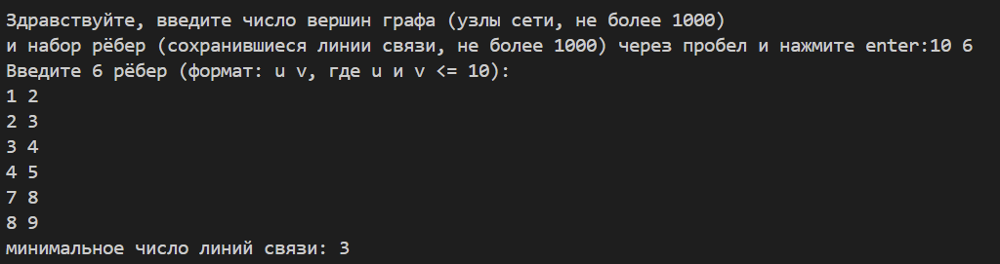 Здравствуйте, введите число вершин графа (узлы сети, не более 1000)
и набор рёбер (сохранившиеся линии связи, не более 1000) через пробел и нажмите enter:10 6
Введите 6 рёбер (формат: u v, где u и v <= 10):
1 2
2 3
3 4
4 5
7 8
8 9
минимальное число линий связи: 3